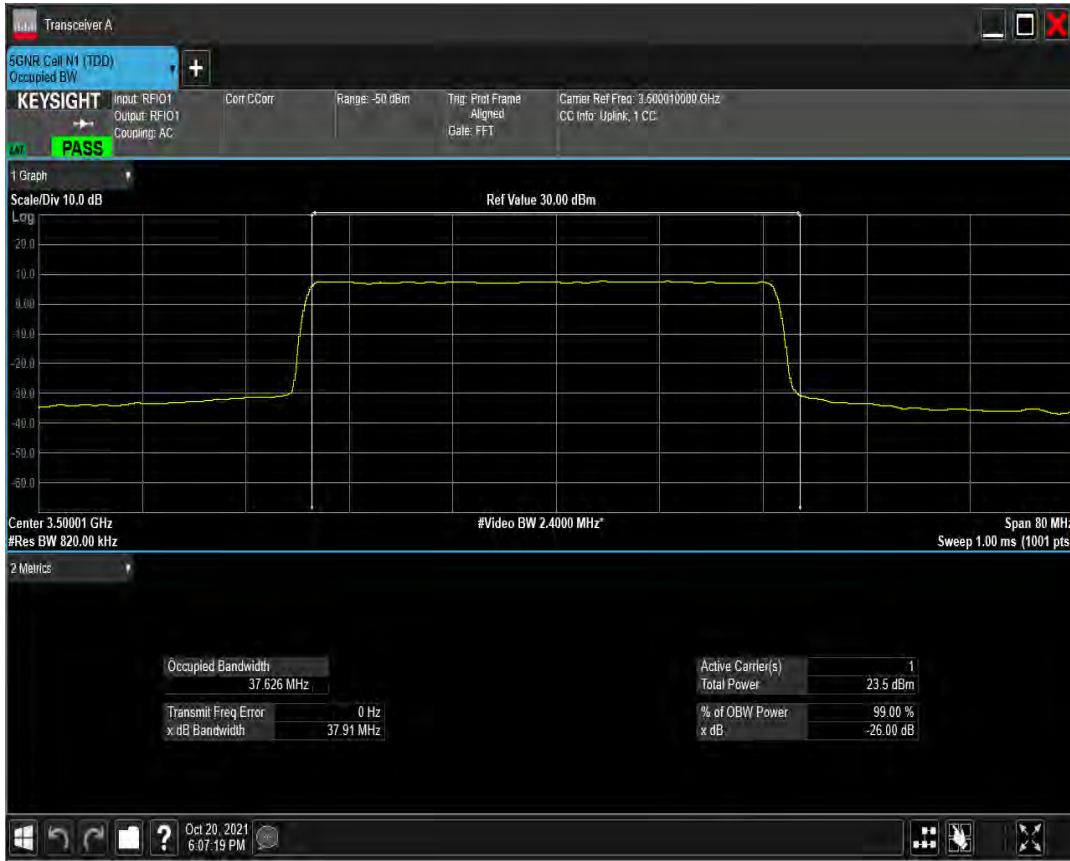 Transceiver A
5GNR Cell N1 (TDD)
Occupied BW
+
KEYSIGHT
Input: RFIO1
Output: RFIO1
Coupling: AC
Corr CCorr
Range: -50 dBm
Trig: Prot Frame
Aligned
Gate: FFT
Carrier Ref Freq: 3.500010000 GHz
CC Info: Uplink, 1 CC
PASS
1 Graph
Scale/Div 10.0 dB
Ref Value 30.00 dBm
Log
20.0
10.0
0.00
-10.0
-20.0
-30.0
-40.0
-50.0
-60.0
Center 3.50001 GHz
#Video BW 2.4000 MHz*
Span 80 MHz
#Res BW 820.00 kHz
Sweep 1.00 ms (1001 pts
2 Metrics
Occupied Bandwidth
37.626 MHz
Transmit Freq Error 0 Hz
x dB Bandwidth 37.91 MHz
Active Carrier(s) 1
Total Power 23.5 dBm
% of OBW Power 99.00 %
x dB -26.00 dB
?
Oct 20, 2021
6:07:19 PM